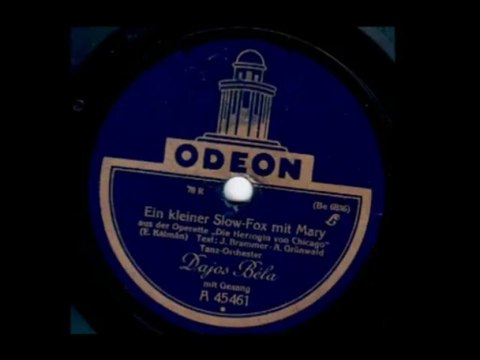 ODEON
78 R
(Be 6816)
Ein kleiner Slow-Fox mit Mary
aus der Operette „Die Herzogin von Chicago"
(E. Kálmán) Text: J. Brammer - A. Grünwald
Tanz-Orchester
Dajos Béla
mit Gesang
A 45461